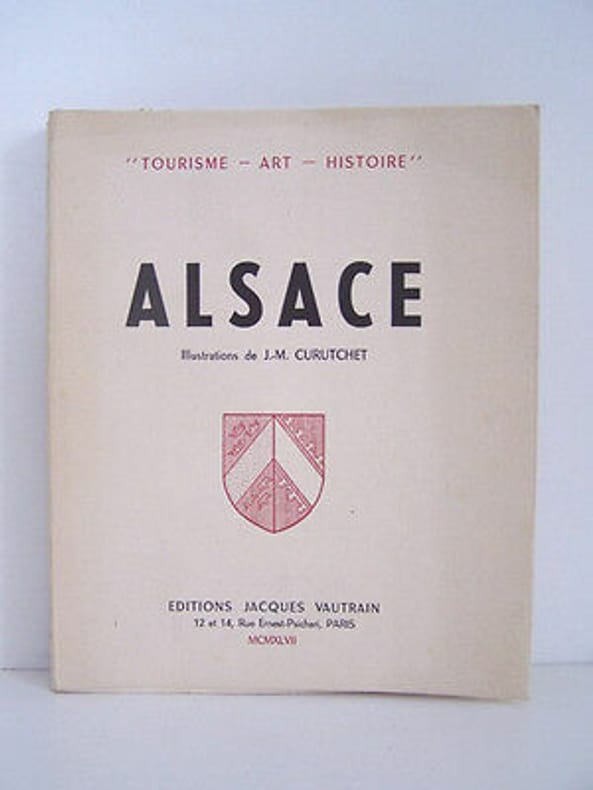 "TOURISME – ART – HISTOIRE"
ALSACE
Illustrations de J.-M. CURUTCHET
EDITIONS JACQUES VAUTRAIN
12 et 14, Rue Ernest-Psichari, PARIS
MCMXLVII